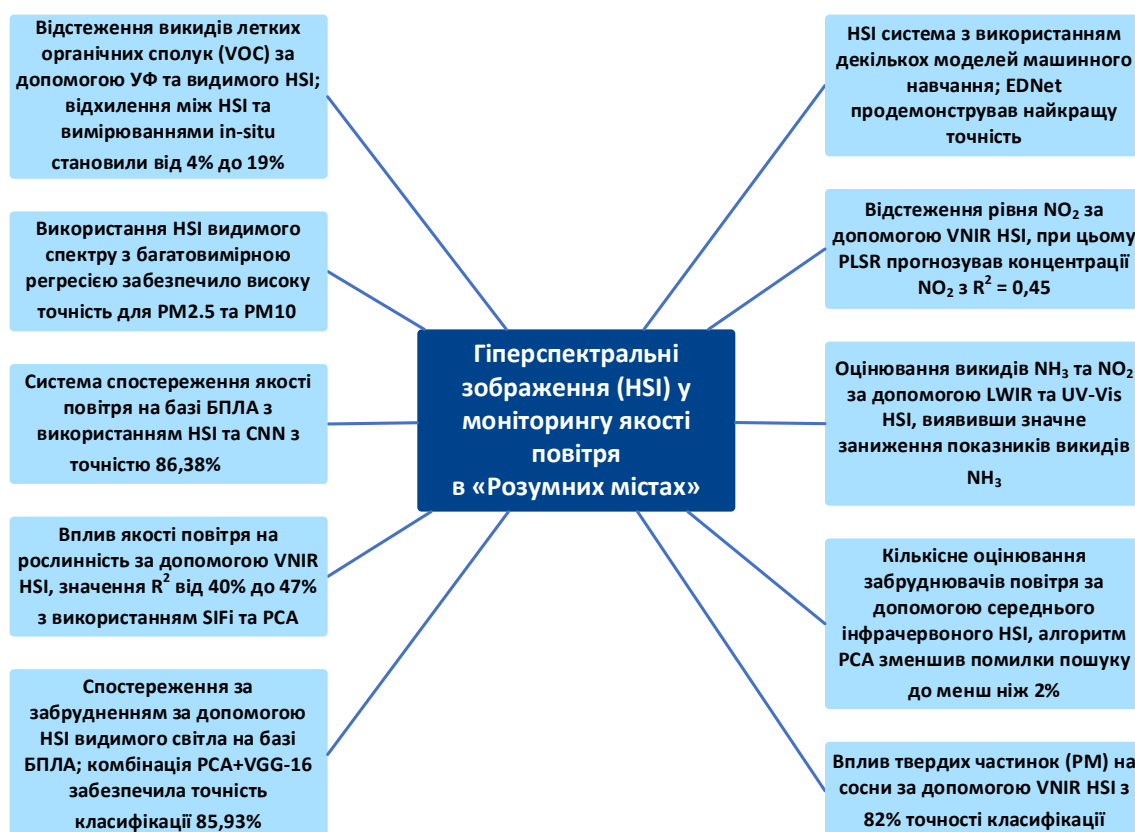 Відстеження викидів летких
органічних сполук (VOC) за
допомогою УФ та видимого HSI;
відхилення між HSI та
вимірюваннями in-situ
становили від 4% до 19%
Використання HSI видимого
спектру з багатовимірною
регресією забезпечило високу
точність для PM2.5 та PM10
Система спостереження якості
повітря на базі БПЛА з
використанням HSI та CNN з
точністю 86,38%
Вплив якості повітря на
рослинність за допомогою VNIR
HSI, значення R² від 40% до 47%
з використанням SIFi та PCA
Спостереження за
забрудненням за допомогою
HSI видимого світла на базі
БПЛА; комбінація PCA+VGG-16
забезпечила точність
класифікації 85,93%
Гіперспектральні
зображення (HSI) у
моніторингу якості
повітря
в «Розумних містах»
HSI система з використанням
декількох моделей машинного
навчання; EDNet
продемонстрував найкращу
точність
Відстеження рівня NO₂ за
допомогою VNIR HSI, при цьому
PLSR прогнозував концентрації
NO₂ з R² = 0,45
Оцінювання викидів NH₃ та NO₂
за допомогою LWIR та UV-Vis
HSI, виявивши значне
заниження показників викидів
NH₃
Кількісне оцінювання
забруднювачів повітря за
допомогою середнього
інфрачервоного HSI, алгоритм
PCA зменшив помилки пошуку
до менш ніж 2%
Вплив твердих частинок (PM) на
сосни за допомогою VNIR HSI з
82% точності класифікації